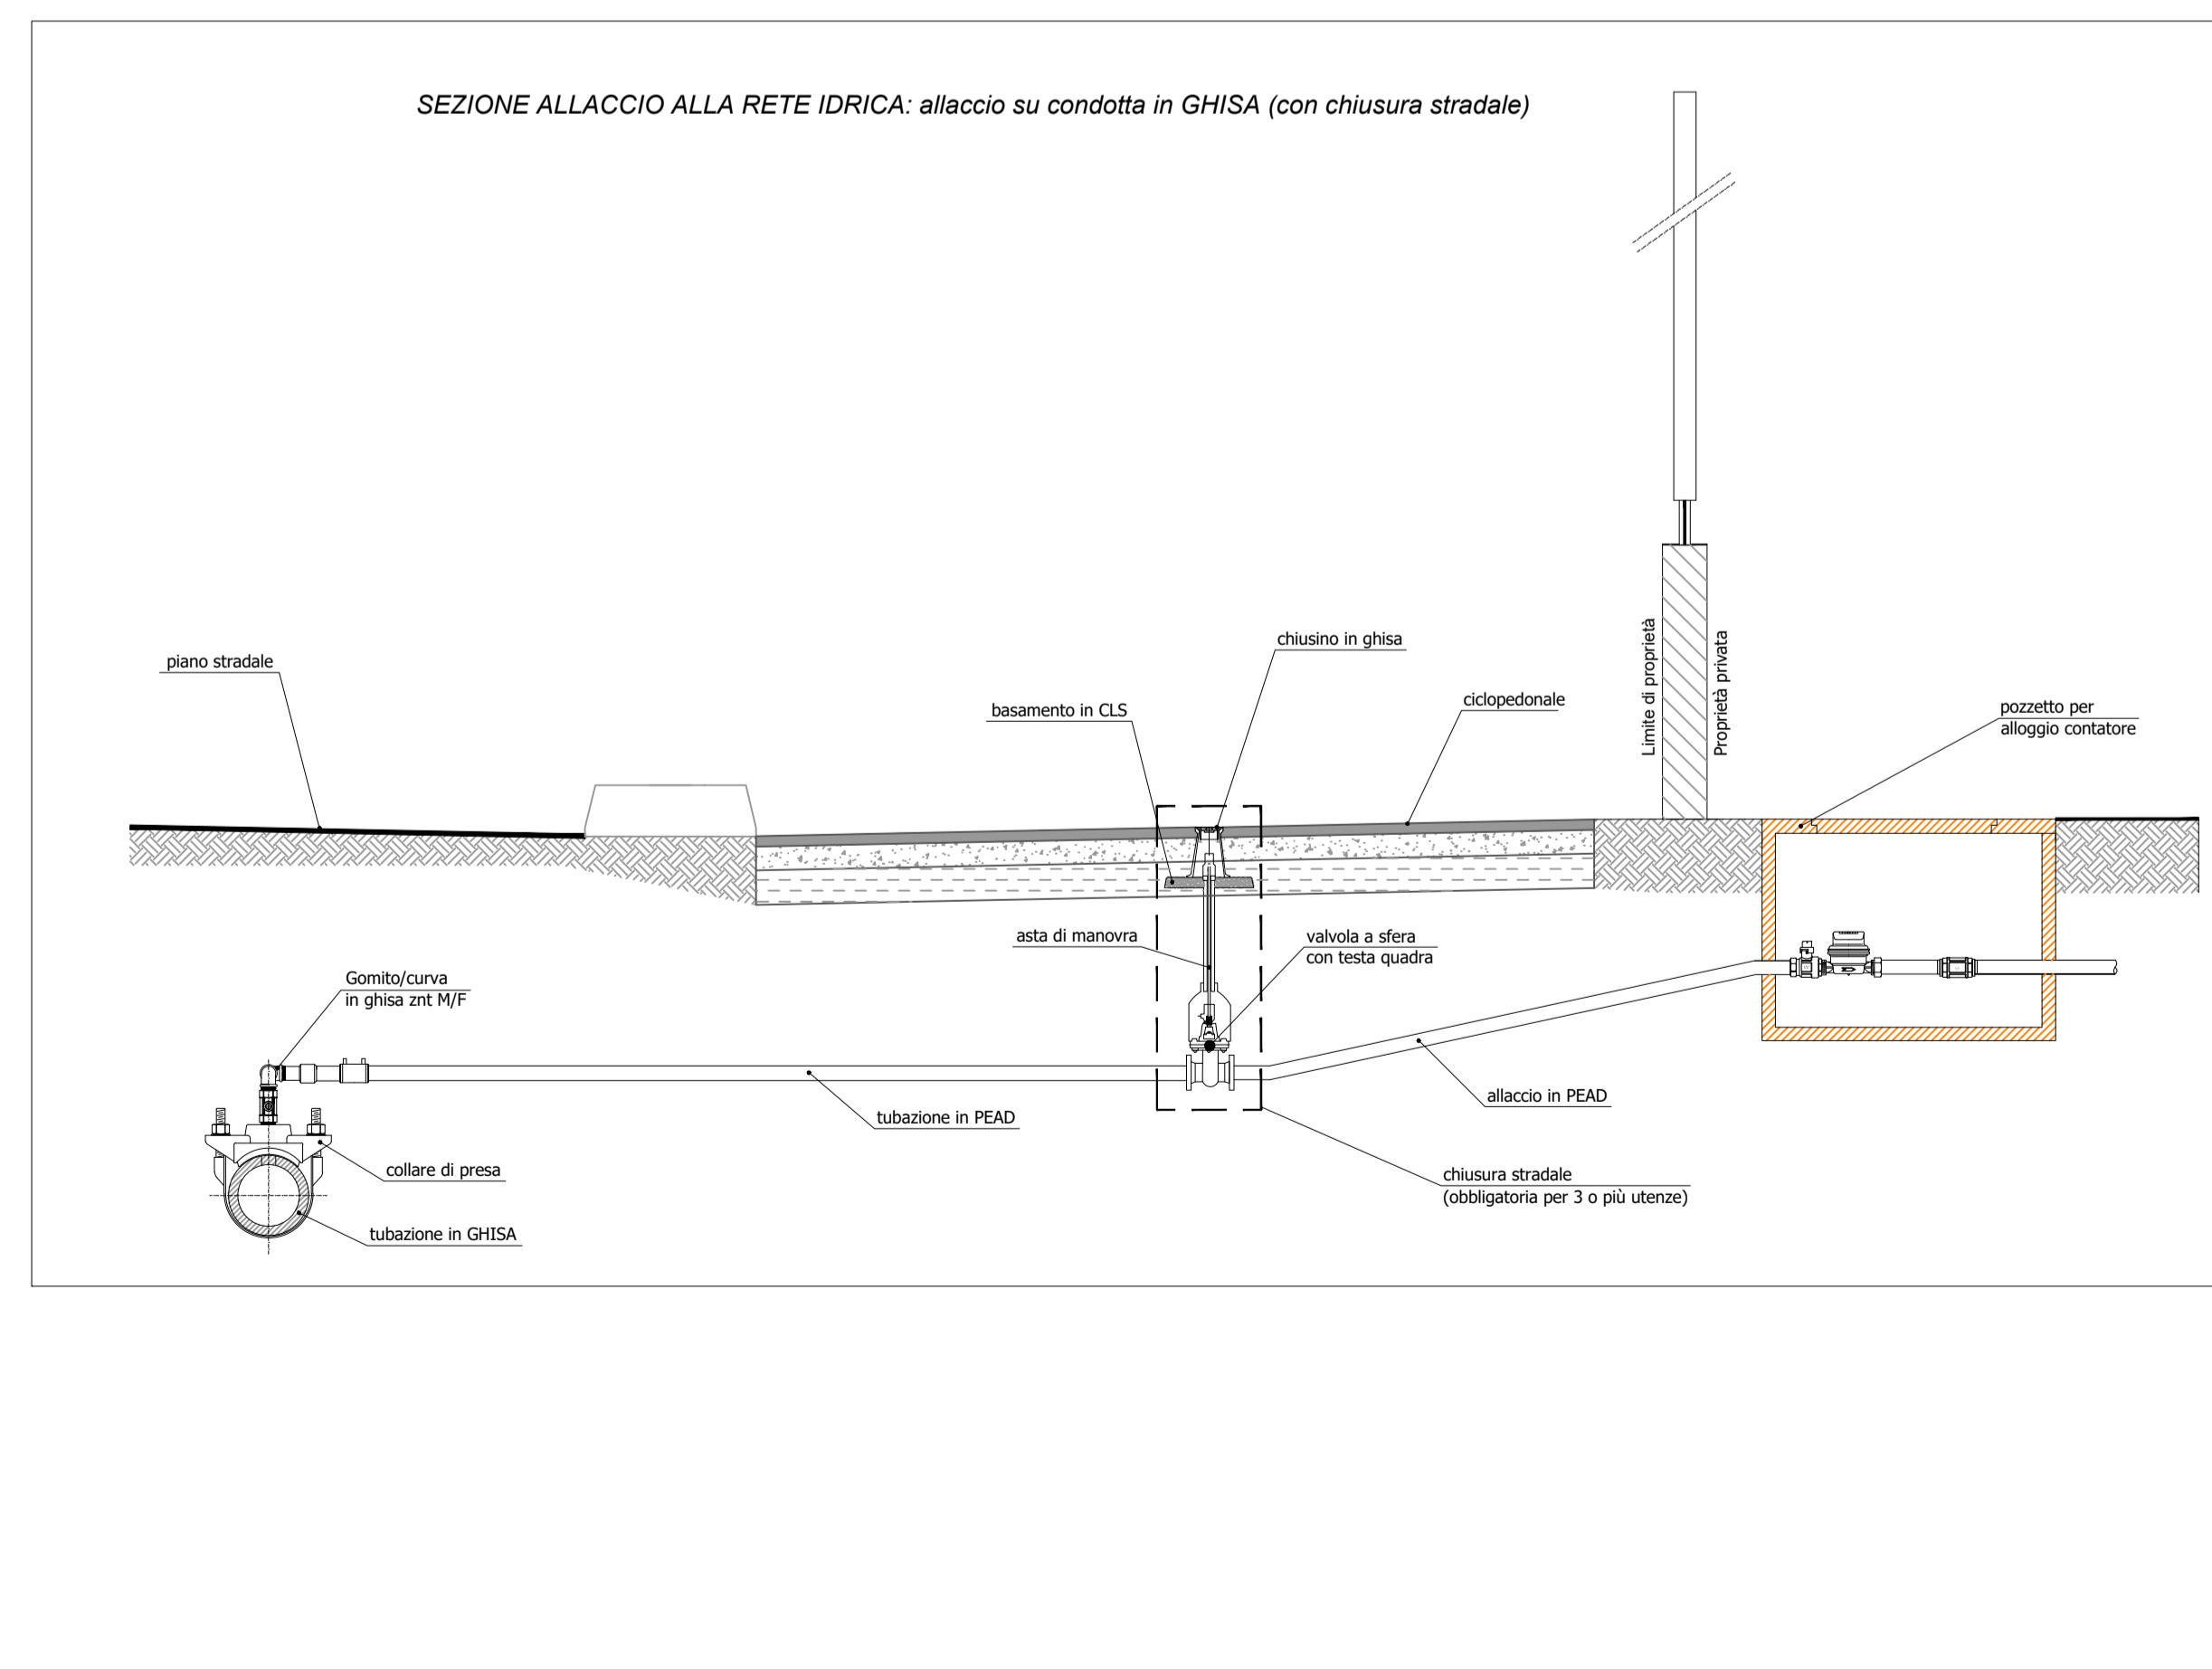 SEZIONE ALLACCIO ALLA RETE IDRICA: allaccio su condotta in GHISA (con chiusura stradale)
piano stradale
chiusino in ghisa
basamento in CLS
ciclopedonale
Limite di proprietà
Proprietà privata
pozzetto per
alloggio contatore
asta di manovra
valvola a sfera
con testa quadra
Gomito/curva
in ghisa znt M/F
tubazione in PEAD
allaccio in PEAD
collare di presa
chiusura stradale
(obbligatoria per 3 o più utenze)
tubazione in GHISA